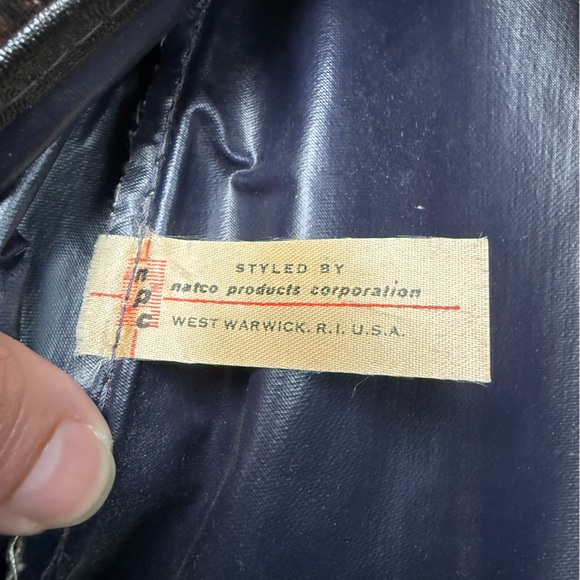 npc
STYLED BY
natco products corporation
WEST WARWICK. R.I. U.S.A.